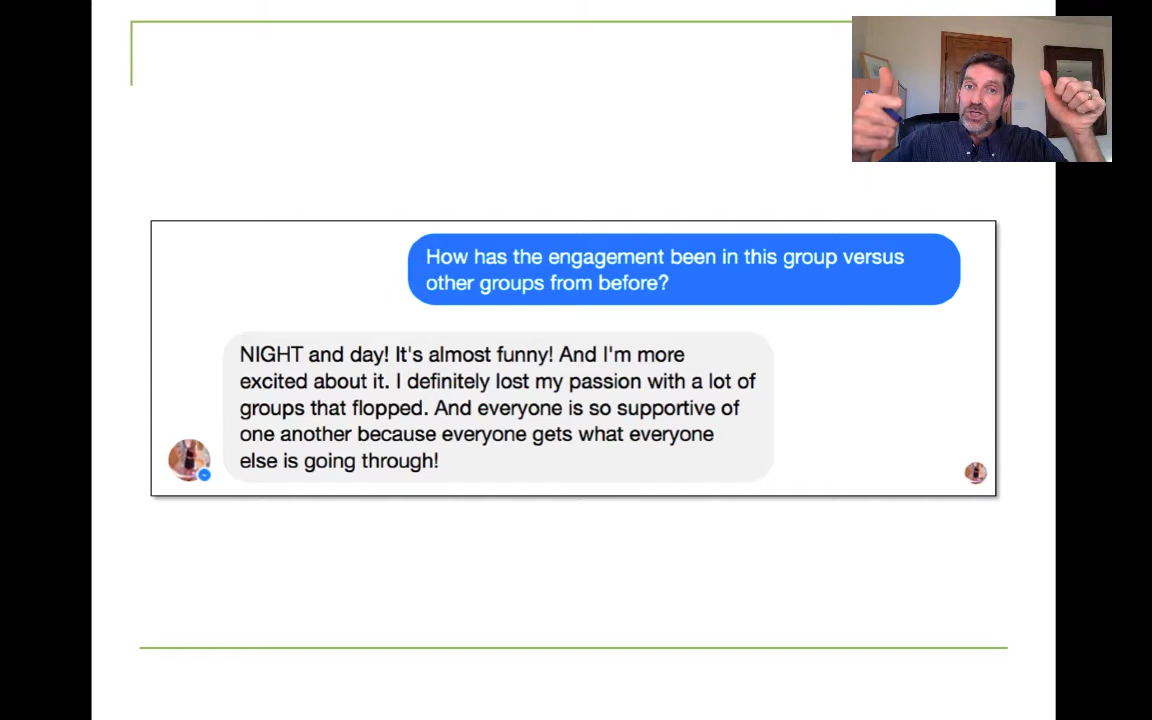 How has the engagement been in this group versus
other groups from before?
NIGHT and day! It's almost funny! And I'm more
excited about it. I definitely lost my passion with a lot of
groups that flopped. And everyone is so supportive of
one another because everyone gets what everyone
else is going through!